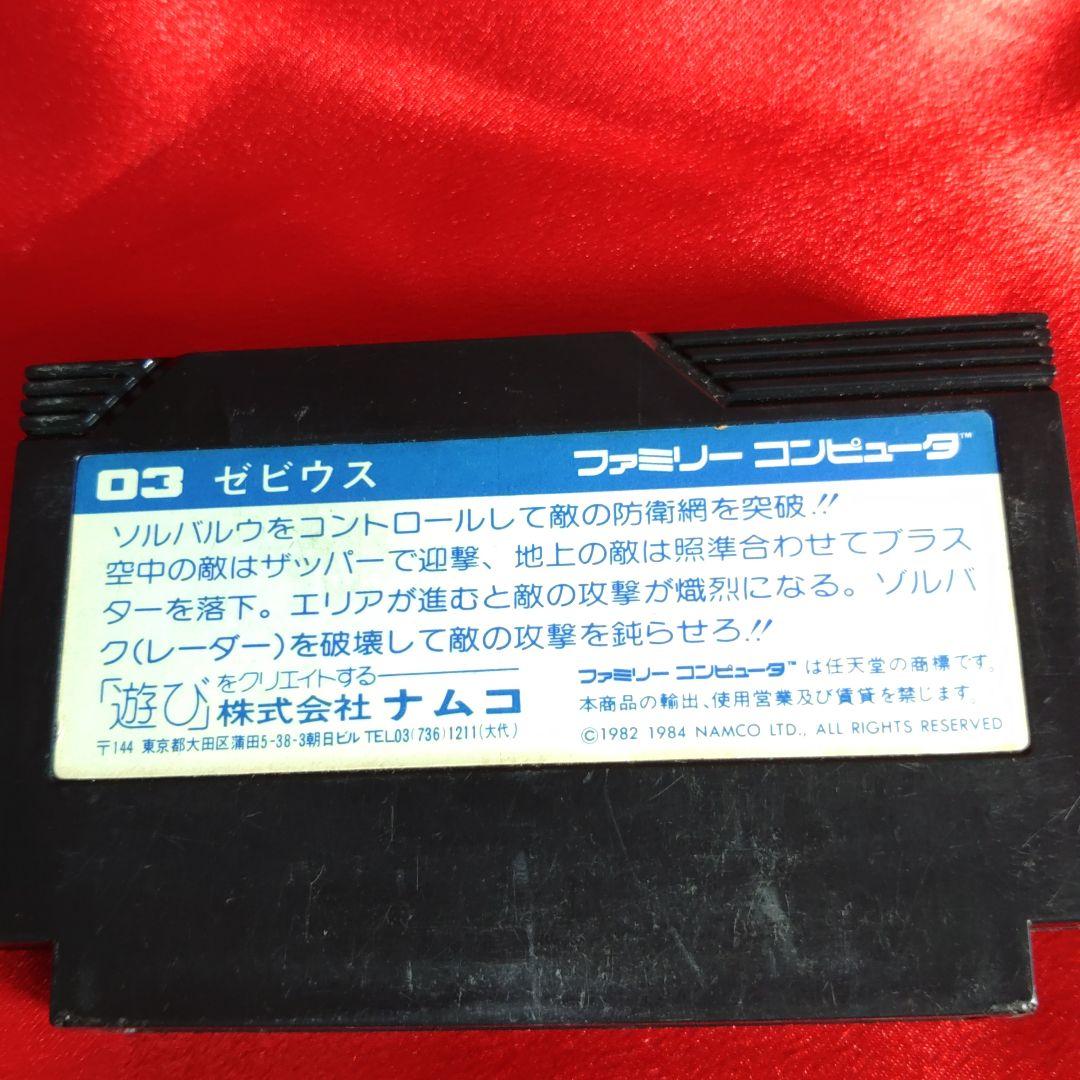 03 ゼビウス ファミリー コンピュータ™
ソルバルウをコントロールして敵の防衛網を突破!!
空中の敵はザッパーで迎撃、地上の敵は照準合わせてブラス
ターを落下。エリアが進むと敵の攻撃が熾烈になる。ゾルバ
ク(レーダー)を破壊して敵の攻撃を鈍らせろ!!
「遊び」をクリエイトする
株式会社 ナムコ
〒144 東京都大田区蒲田5-38-3朝日ビル TEL03(736)1211(大代)
ファミリー コンピュータ™ は任天堂の商標です。
本商品の輸出、使用営業及び賃貸を禁じます。
©1982 1984 NAMCO LTD., ALL RIGHTS RESERVED